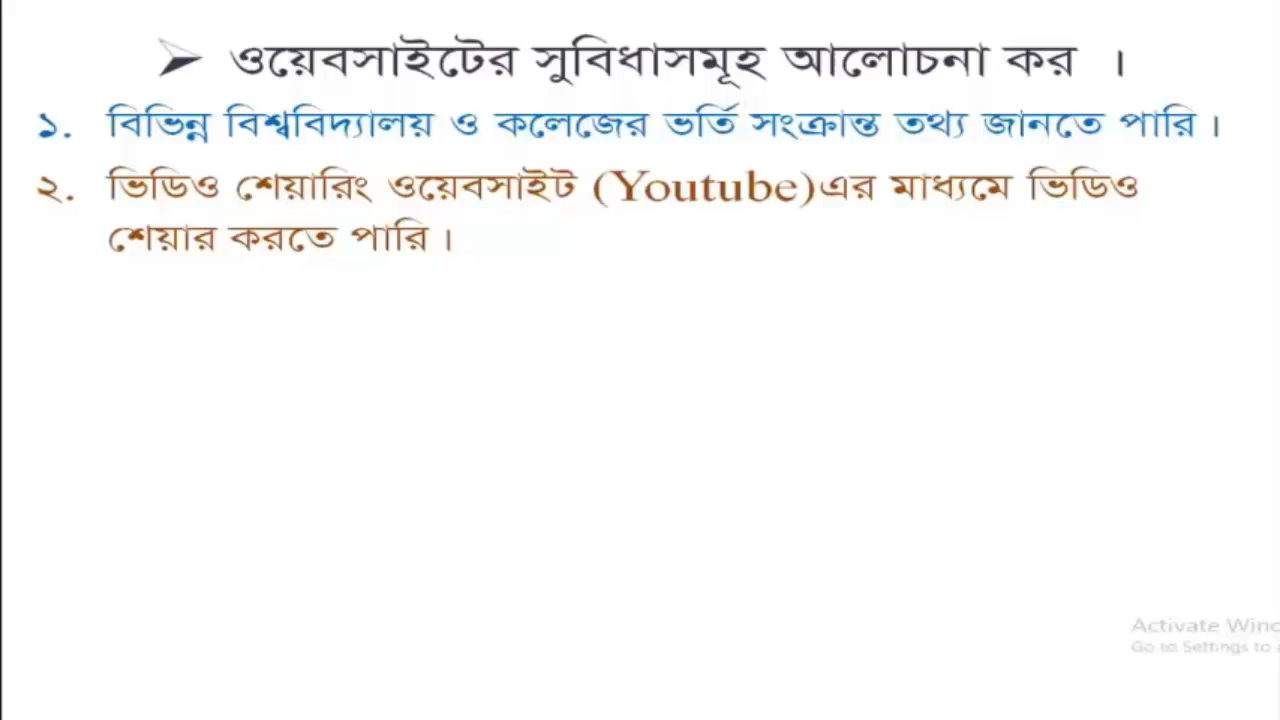 ➢ ওয়েবসাইটের সুবিধাসমূহ আলোচনা কর ।
১. বিভিন্ন বিশ্ববিদ্যালয় ও কলেজের ভর্তি সংক্রান্ত তথ্য জানতে পারি।
২. ভিডিও শেয়ারিং ওয়েবসাইট (Youtube)এর মাধ্যমে ভিডিও
শেয়ার করতে পারি।
Activate Winc
Go to Settings to